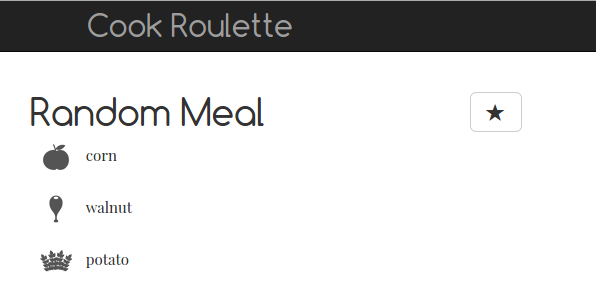 Cook Roulette
Random Meal
corn
walnut
potato